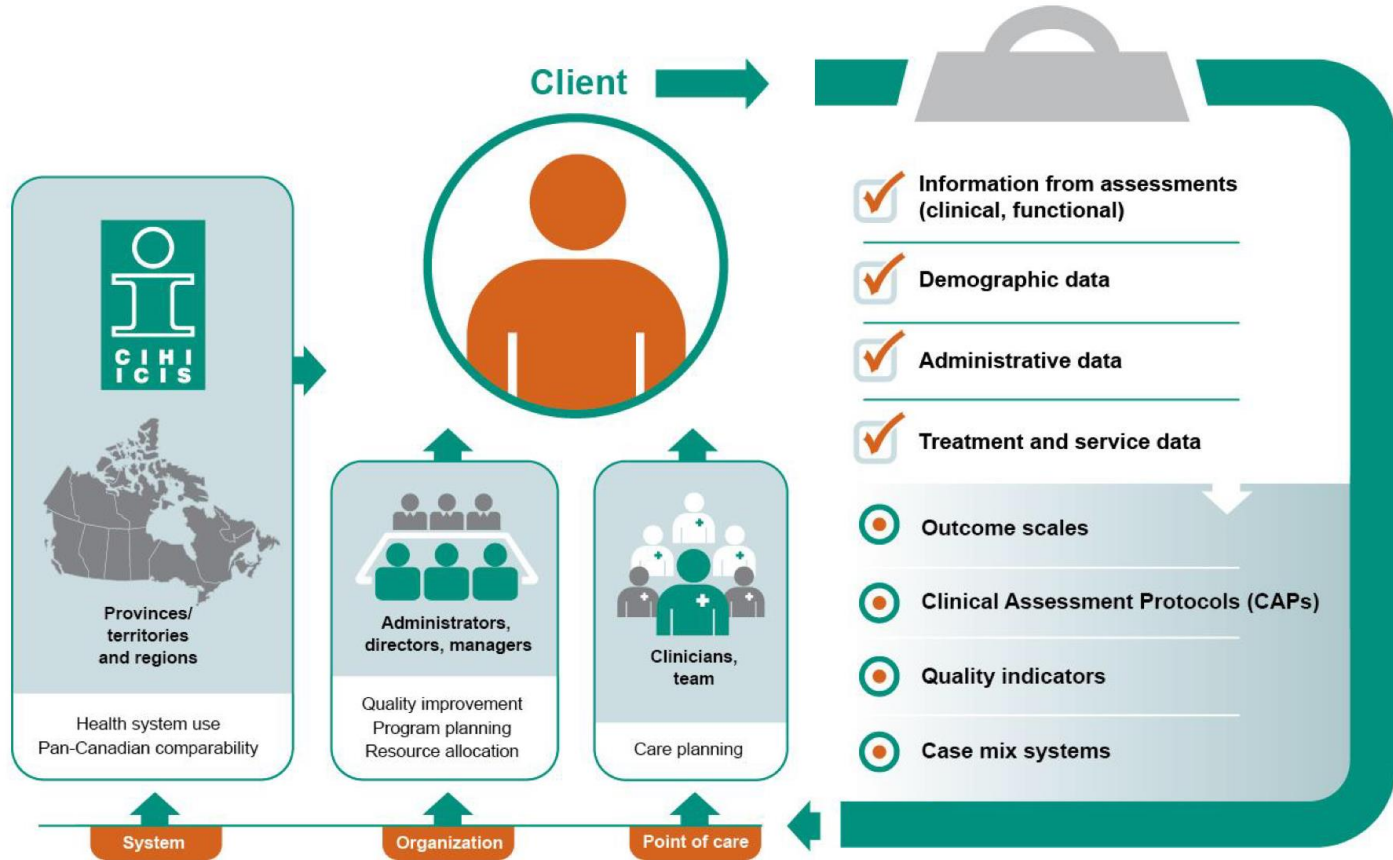 Client
CIHI
ICIS
Provinces/
territories
and regions
Health system use
Pan-Canadian comparability
Administrators,
directors, managers
Quality improvement
Program planning
Resource allocation
Clinicians,
team
Care planning
System
Organization
Point of care
Information from assessments
(clinical, functional)
Demographic data
Administrative data
Treatment and service data
Outcome scales
Clinical Assessment Protocols (CAPs)
Quality indicators
Case mix systems